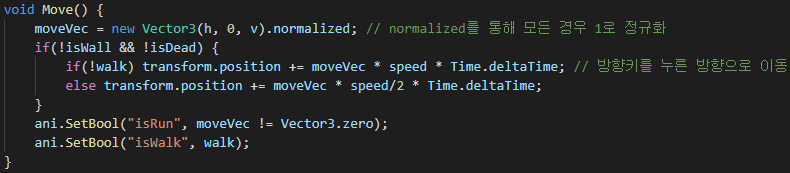 void Move() {
moveVec = new Vector3(h, 0, v).normalized; // normalized를 통해 모든 경우 1로 정규화
if(!isWall && !isDead) {
if(!walk) transform.position += moveVec * speed * Time.deltaTime; // 방향키를 누른 방향으로 이동
else transform.position += moveVec * speed/2 * Time.deltaTime;
}
ani.SetBool("isRun", moveVec != Vector3.zero);
ani.SetBool("isWalk", walk);
}